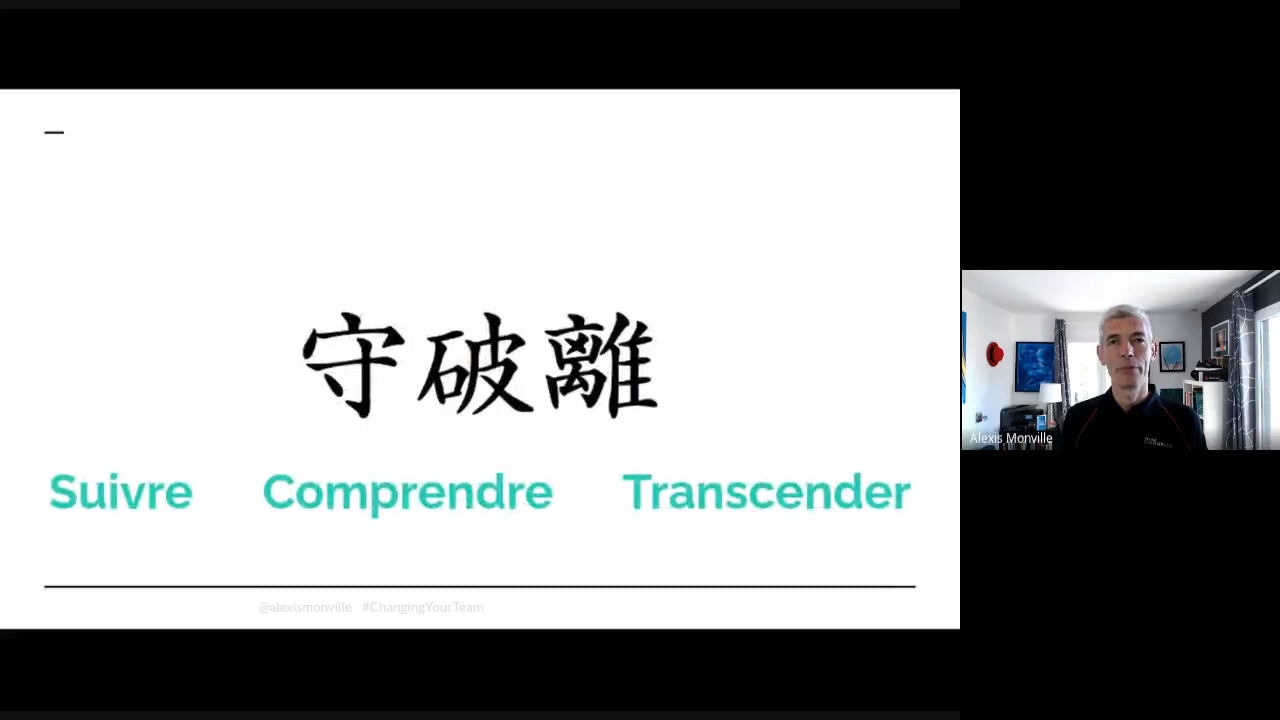 守破離
Suivre Comprendre Transcender
@alexismonville #ChangingYourTeam
Alexis Monville